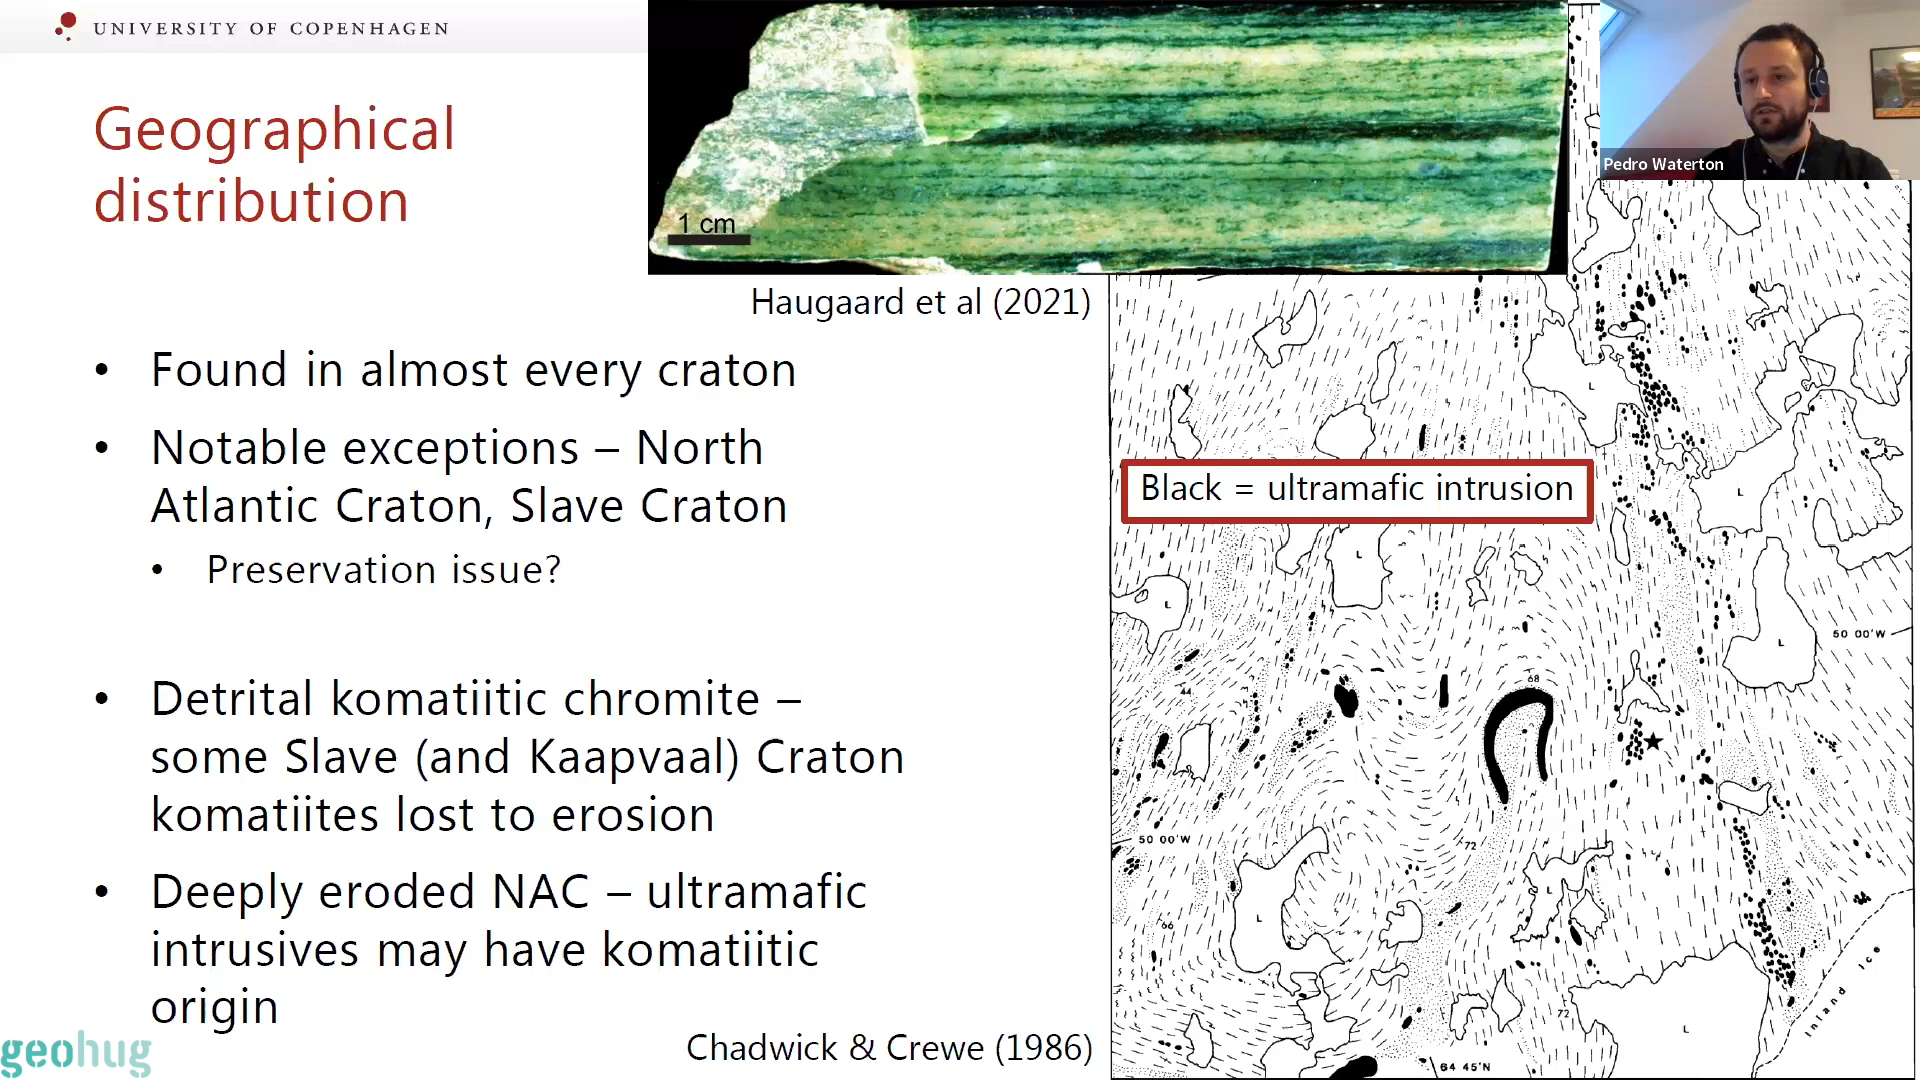 UNIVERSITY OF COPENHAGEN
Geographical
distribution
1 cm
Pedro Waterton
Haugaard et al (2021)
• Found in almost every craton
• Notable exceptions – North
Atlantic Craton, Slave Craton
• Preservation issue?
• Detrital komatiitic chromite –
some Slave (and Kaapvaal) Craton
komatiites lost to erosion
• Deeply eroded NAC – ultramafic
intrusives may have komatiitic
origin
Chadwick & Crewe (1986)
geohug
Black = ultramafic intrusion
L
L
L
L
L
50 00'W
68
44
50 00'W
72
L
L
66
72
L
Inland Ice
64 45'N